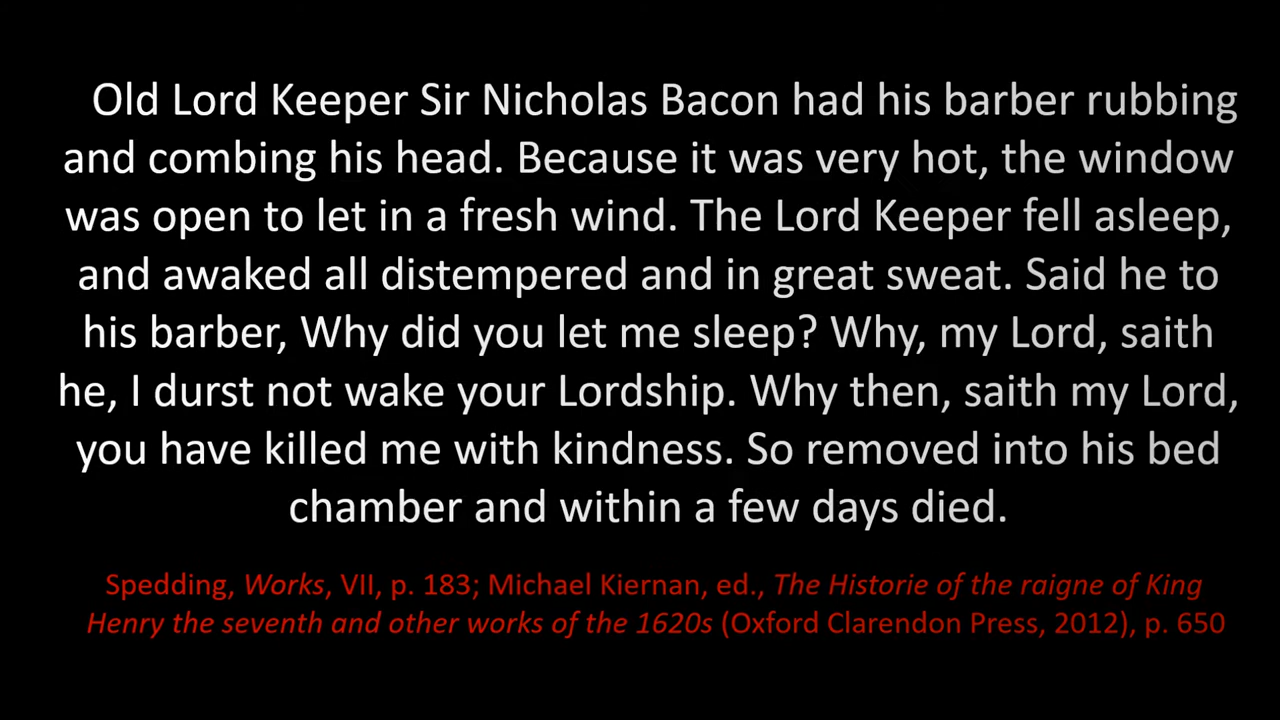 Old Lord Keeper Sir Nicholas Bacon had his barber rubbing
and combing his head. Because it was very hot, the window
was open to let in a fresh wind. The Lord Keeper fell asleep,
and awaked all distempered and in great sweat. Said he to
his barber, Why did you let me sleep? Why, my Lord, saith
he, I durst not wake your Lordship. Why then, saith my Lord,
you have killed me with kindness. So removed into his bed
chamber and within a few days died.
Spedding, Works, VII, p. 183; Michael Kiernan, ed., The Historie of the raigne of King
Henry the seventh and other works of the 1620s (Oxford Clarendon Press, 2012), p. 650